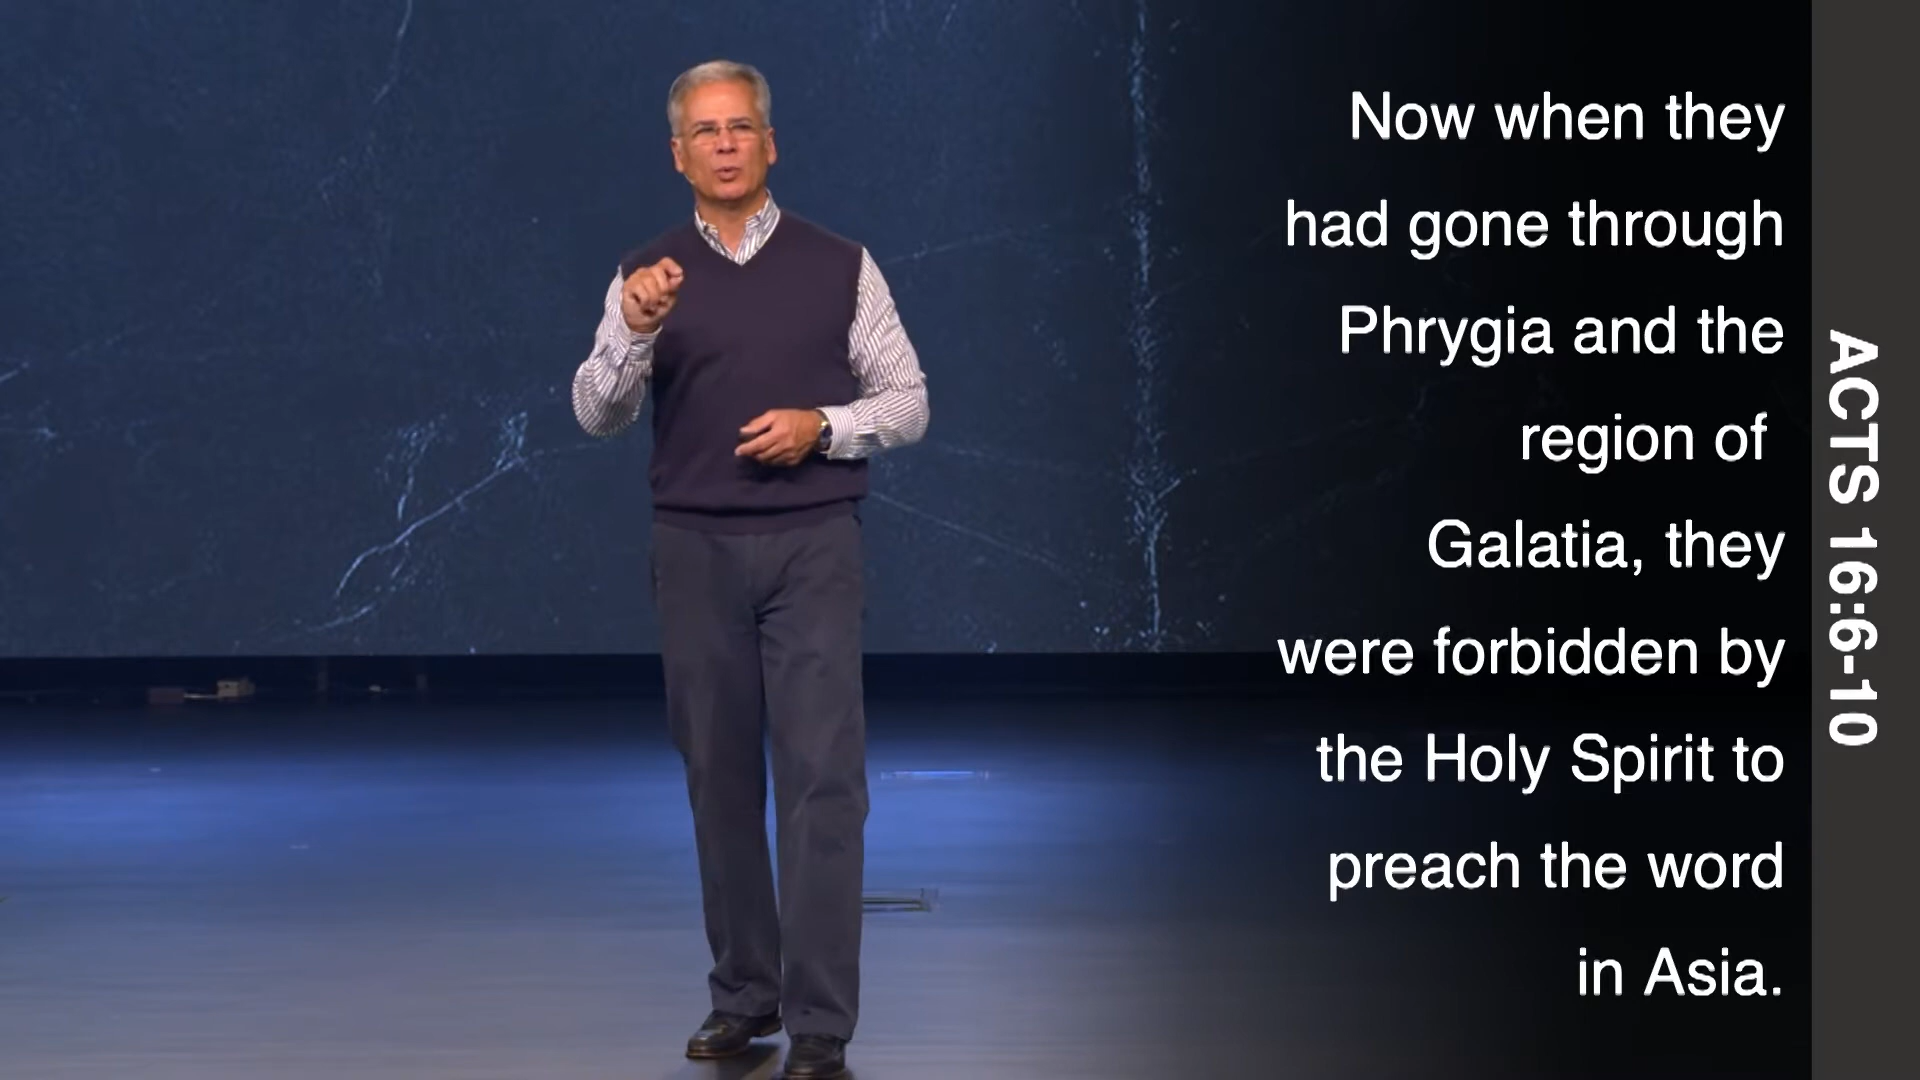 Now when they
had gone through
Phrygia and the
region of
Galatia, they
were forbidden by
the Holy Spirit to
preach the word
in Asia.
ACTS 16:6-10